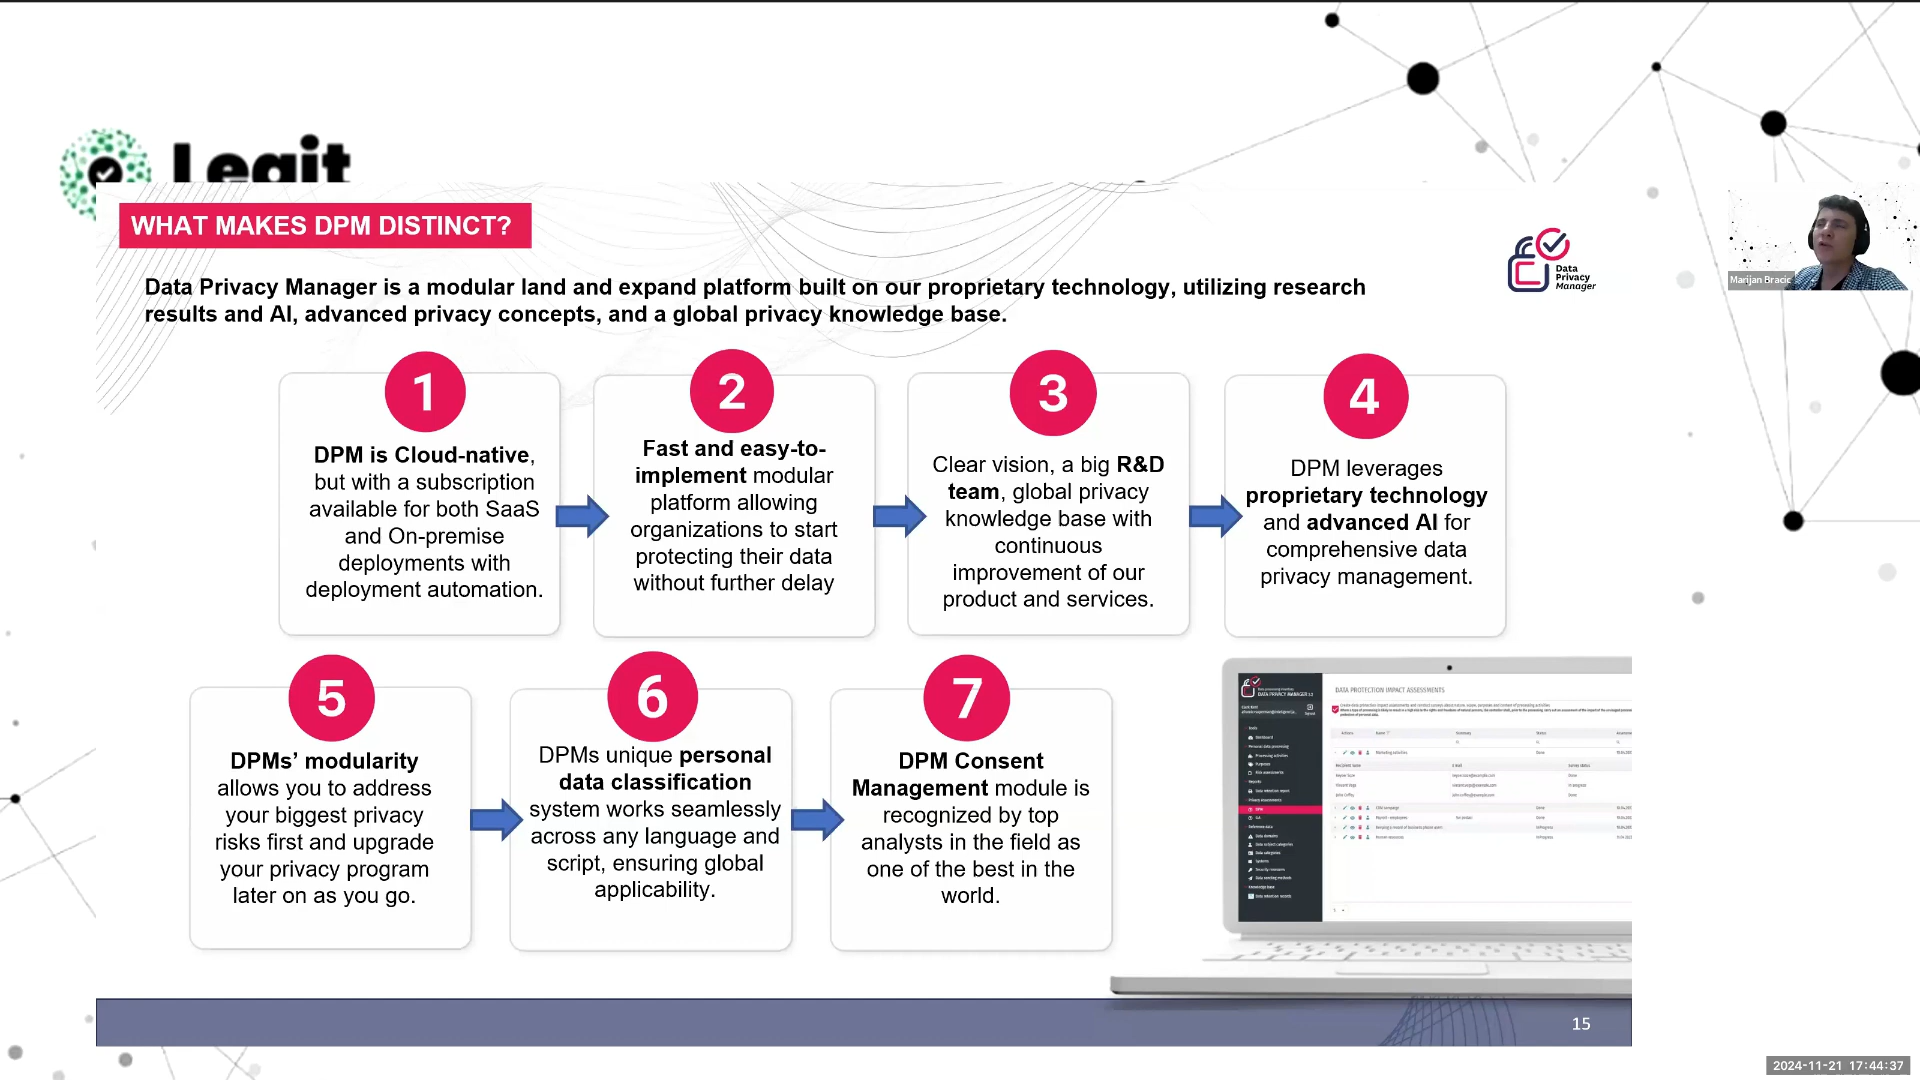 Legit
WHAT MAKES DPM DISTINCT?
Data Privacy Manager is a modular land and expand platform built on our proprietary technology, utilizing research
results and AI, advanced privacy concepts, and a global privacy knowledge base.
Data
Privacy
Manager
Marijan Bracic
1
DPM is Cloud-native,
but with a subscription
available for both SaaS
and On-premise
deployments with
deployment automation.
2
Fast and easy-to-
implement modular
platform allowing
organizations to start
protecting their data
without further delay
3
Clear vision, a big R&D
team, global privacy
knowledge base with
continuous
improvement of our
product and services.
4
DPM leverages
proprietary technology
and advanced AI for
comprehensive data
privacy management.
5
DPMs’ modularity
allows you to address
your biggest privacy
risks first and upgrade
your privacy program
later on as you go.
6
DPMs unique personal
data classification
system works seamlessly
across any language and
script, ensuring global
applicability.
7
DPM Consent
Management module is
recognized by top
analysts in the field as
one of the best in the
world.
DATA PROTECTION IMPACT ASSESSMENTS
15
2024-11-21 17:44:37